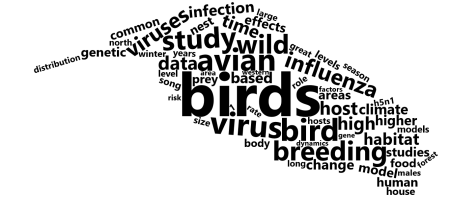 infection
large
common
viruses
nest
time.
effects
north
genetic
winter
years
study
wild.
great
levels
season
distribution
data
avian
influenza
level
area
western
song
prey
based
role
factors
areas
risk
birds
h5n1
host
climate
rate
size
virus
hosts
bird
high
higher
models
gene
body
dynamics
habitat
breeding
studies
long
change
model
food
forest
males
human
house